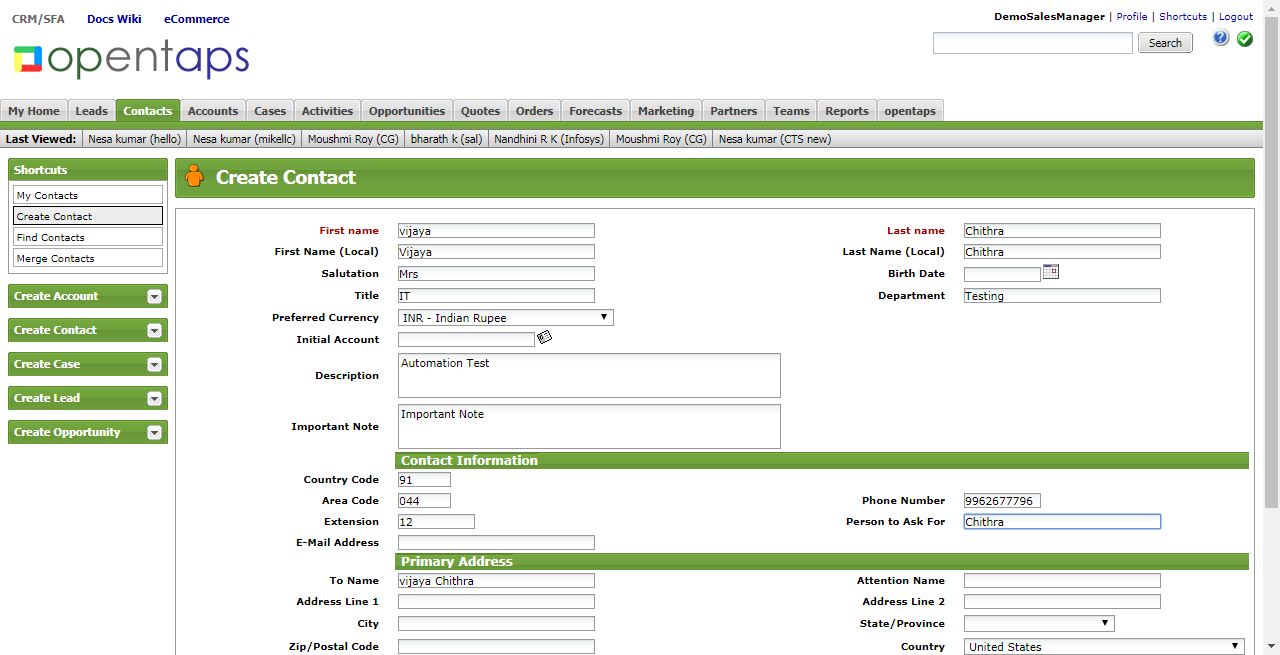 CRM/SFA Docs Wiki eCommerce
DemoSalesManager | Profile | Shortcuts | Logout
opentaps
Search
My Home Leads Contacts Accounts Cases Activities Opportunities Quotes Orders Forecasts Marketing Partners Teams Reports opentaps
Last Viewed: Nesa kumar (hello) Nesa kumar (mikellc) Moushmi Roy (CG) bharath k (sal) Nandhini R K (Infosys) Moushmi Roy (CG) Nesa kumar (CTS new)
Shortcuts
My Contacts
Create Contact
Find Contacts
Merge Contacts
Create Account
Create Contact
Create Case
Create Lead
Create Opportunity
Create Contact
First name vijaya Last name Chithra
First Name (Local) Vijaya Last Name (Local) Chithra
Salutation Mrs Birth Date
Title IT Department Testing
Preferred Currency INR - Indian Rupee
Initial Account
Description Automation Test
Important Note Important Note
Contact Information
Country Code 91
Area Code 044 Phone Number 9962677796
Extension 12 Person to Ask For Chithra
E-Mail Address
Primary Address
To Name vijaya Chithra Attention Name
Address Line 1 Address Line 2
City State/Province
Zip/Postal Code Country United States